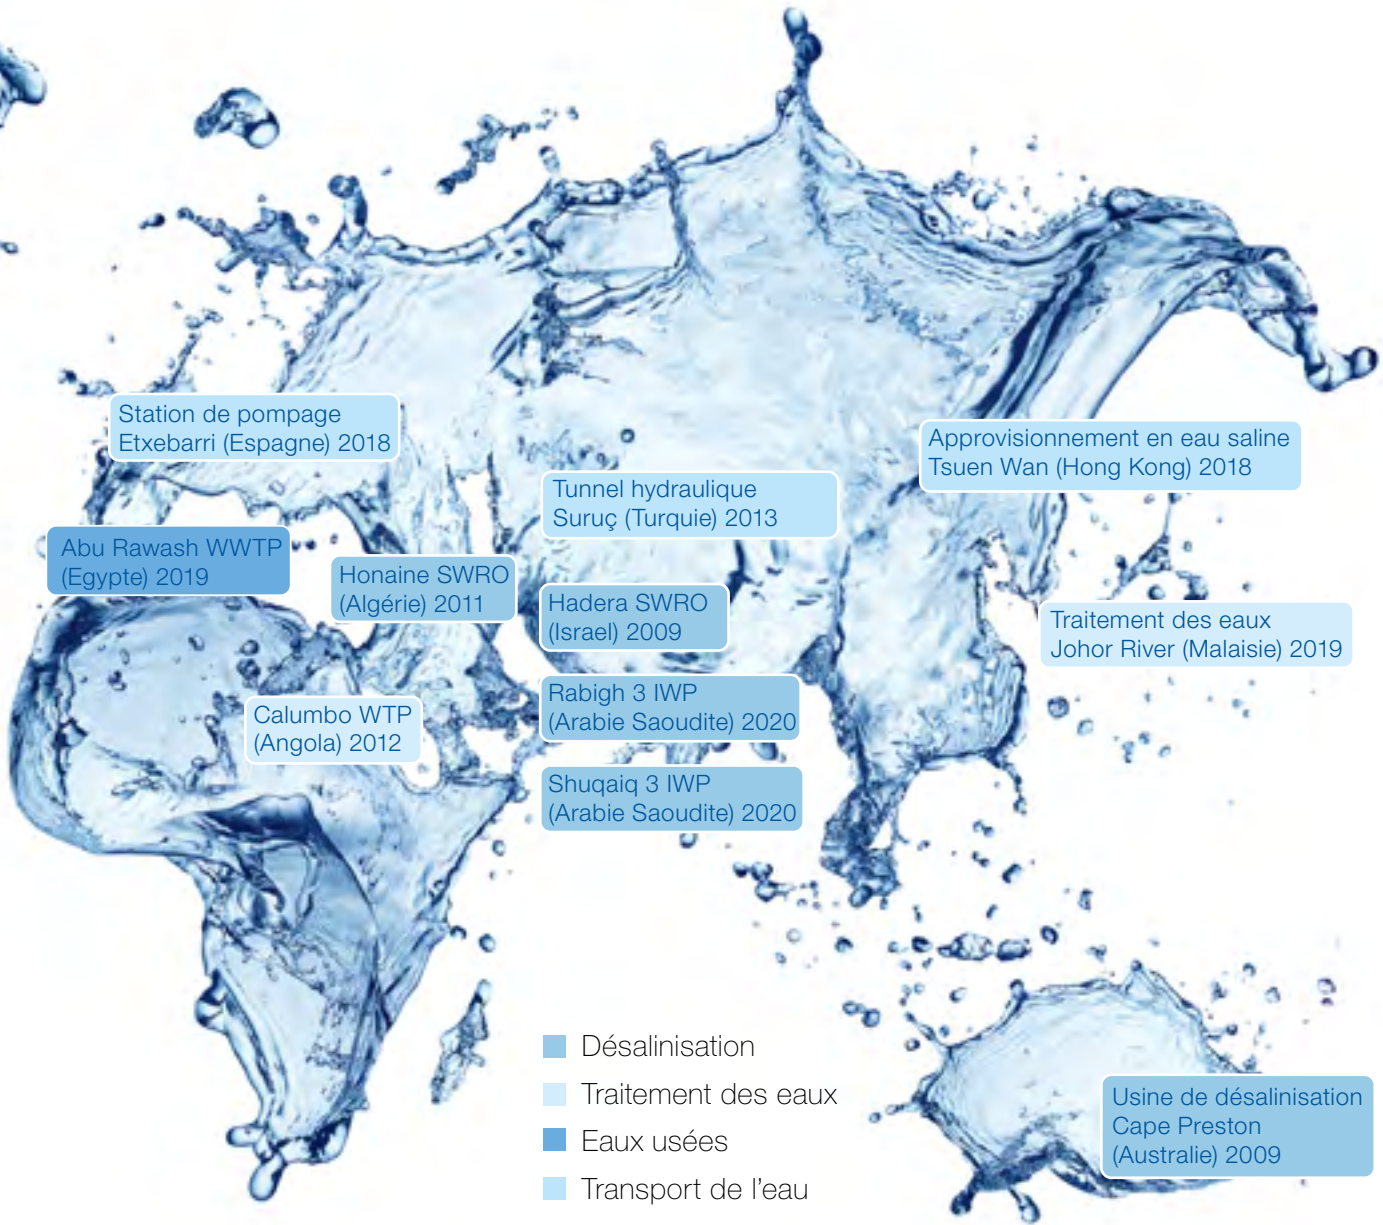 Station de pompage
Etxebarri (Espagne) 2018
Approvisionnement en eau saline
Tsuen Wan (Hong Kong) 2018
Tunnel hydraulique
Suruç (Turquie) 2013
Abu Rawash WWTP
(Egypte) 2019
Honaine SWRO
(Algérie) 2011
Hadera SWRO
(Israel) 2009
Traitement des eaux
Johor River (Malaisie) 2019
Rabigh 3 IWP
(Arabie Saoudite) 2020
Calumbo WTP
(Angola) 2012
Shuqaiq 3 IWP
(Arabie Saoudite) 2020
Désalinisation
Traitement des eaux
Eaux usées
Transport de l'eau
Usine de désalinisation
Cape Preston
(Australie) 2009